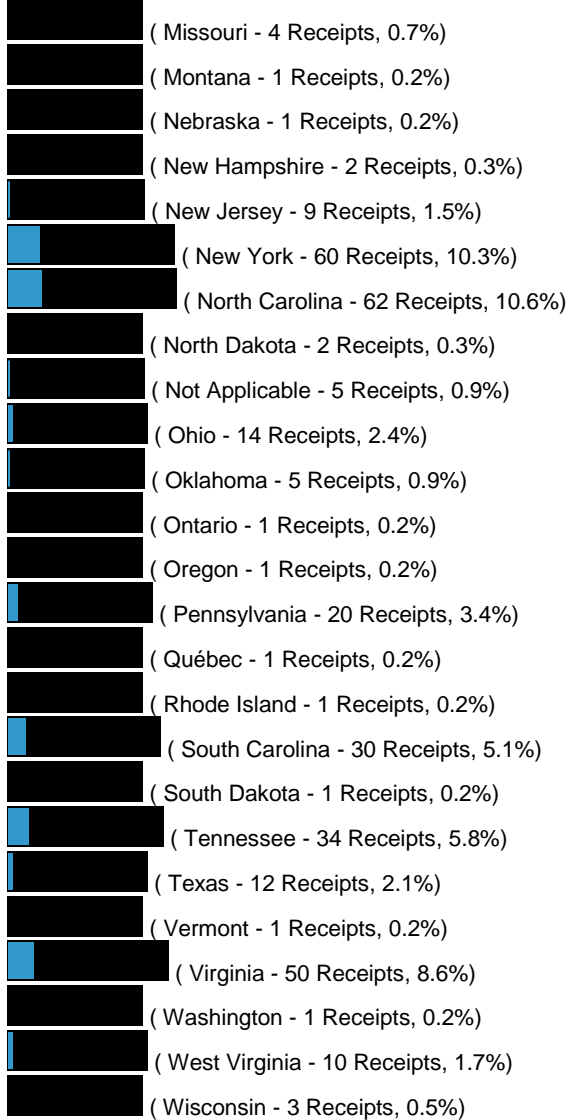 ( Missouri - 4 Receipts, 0.7%)
( Montana - 1 Receipts, 0.2%)
( Nebraska - 1 Receipts, 0.2%)
( New Hampshire - 2 Receipts, 0.3%)
( New Jersey - 9 Receipts, 1.5%)
( New York - 60 Receipts, 10.3%)
( North Carolina - 62 Receipts, 10.6%)
( North Dakota - 2 Receipts, 0.3%)
( Not Applicable - 5 Receipts, 0.9%)
( Ohio - 14 Receipts, 2.4%)
( Oklahoma - 5 Receipts, 0.9%)
( Ontario - 1 Receipts, 0.2%)
( Oregon - 1 Receipts, 0.2%)
( Pennsylvania - 20 Receipts, 3.4%)
( Québec - 1 Receipts, 0.2%)
( Rhode Island - 1 Receipts, 0.2%)
( South Carolina - 30 Receipts, 5.1%)
( South Dakota - 1 Receipts, 0.2%)
( Tennessee - 34 Receipts, 5.8%)
( Texas - 12 Receipts, 2.1%)
( Vermont - 1 Receipts, 0.2%)
( Virginia - 50 Receipts, 8.6%)
( Washington - 1 Receipts, 0.2%)
( West Virginia - 10 Receipts, 1.7%)
( Wisconsin - 3 Receipts, 0.5%)